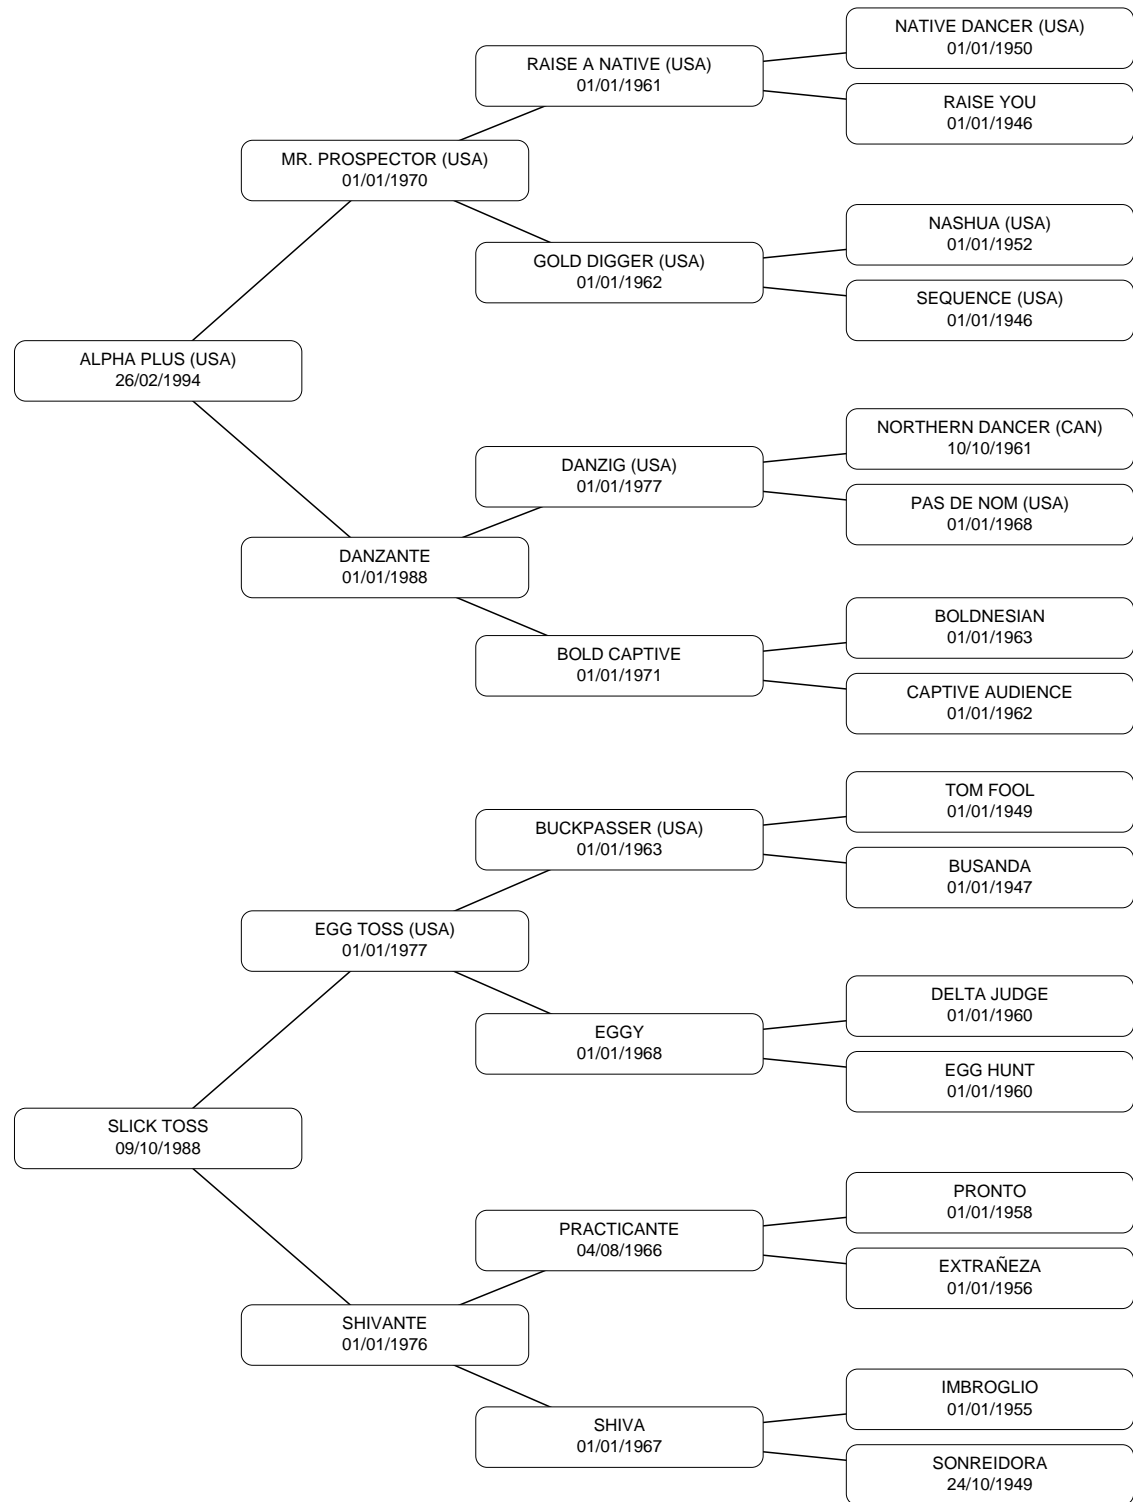 NATIVE DANCER (USA)
01/01/1950
RAISE A NATIVE (USA)
01/01/1961
RAISE YOU
01/01/1946
MR. PROSPECTOR (USA)
01/01/1970
NASHUA (USA)
01/01/1952
GOLD DIGGER (USA)
01/01/1962
SEQUENCE (USA)
01/01/1946
ALPHA PLUS (USA)
26/02/1994
NORTHERN DANCER (CAN)
10/10/1961
DANZIG (USA)
01/01/1977
PAS DE NOM (USA)
01/01/1968
DANZANTE
01/01/1988
BOLDNESIAN
01/01/1963
BOLD CAPTIVE
01/01/1971
CAPTIVE AUDIENCE
01/01/1962
TOM FOOL
01/01/1949
BUCKPASSER (USA)
01/01/1963
BUSANDA
01/01/1947
EGG TOSS (USA)
01/01/1977
DELTA JUDGE
01/01/1960
EGGY
01/01/1968
EGG HUNT
01/01/1960
SLICK TOSS
09/10/1988
PRONTO
01/01/1958
PRACTICANTE
04/08/1966
EXTRAÑEZA
01/01/1956
SHIVANTE
01/01/1976
IMBROGLIO
01/01/1955
SHIVA
01/01/1967
SONREIDORA
24/10/1949